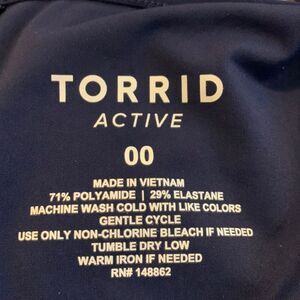 TORRID
ACTIVE
00
MADE IN VIETNAM
71% POLYAMIDE | 29% ELASTANE
MACHINE WASH COLD WITH LIKE COLORS
GENTLE CYCLE
USE ONLY NON-CHLORINE BLEACH IF NEEDED
TUMBLE DRY LOW
WARM IRON IF NEEDED
RN# 148862